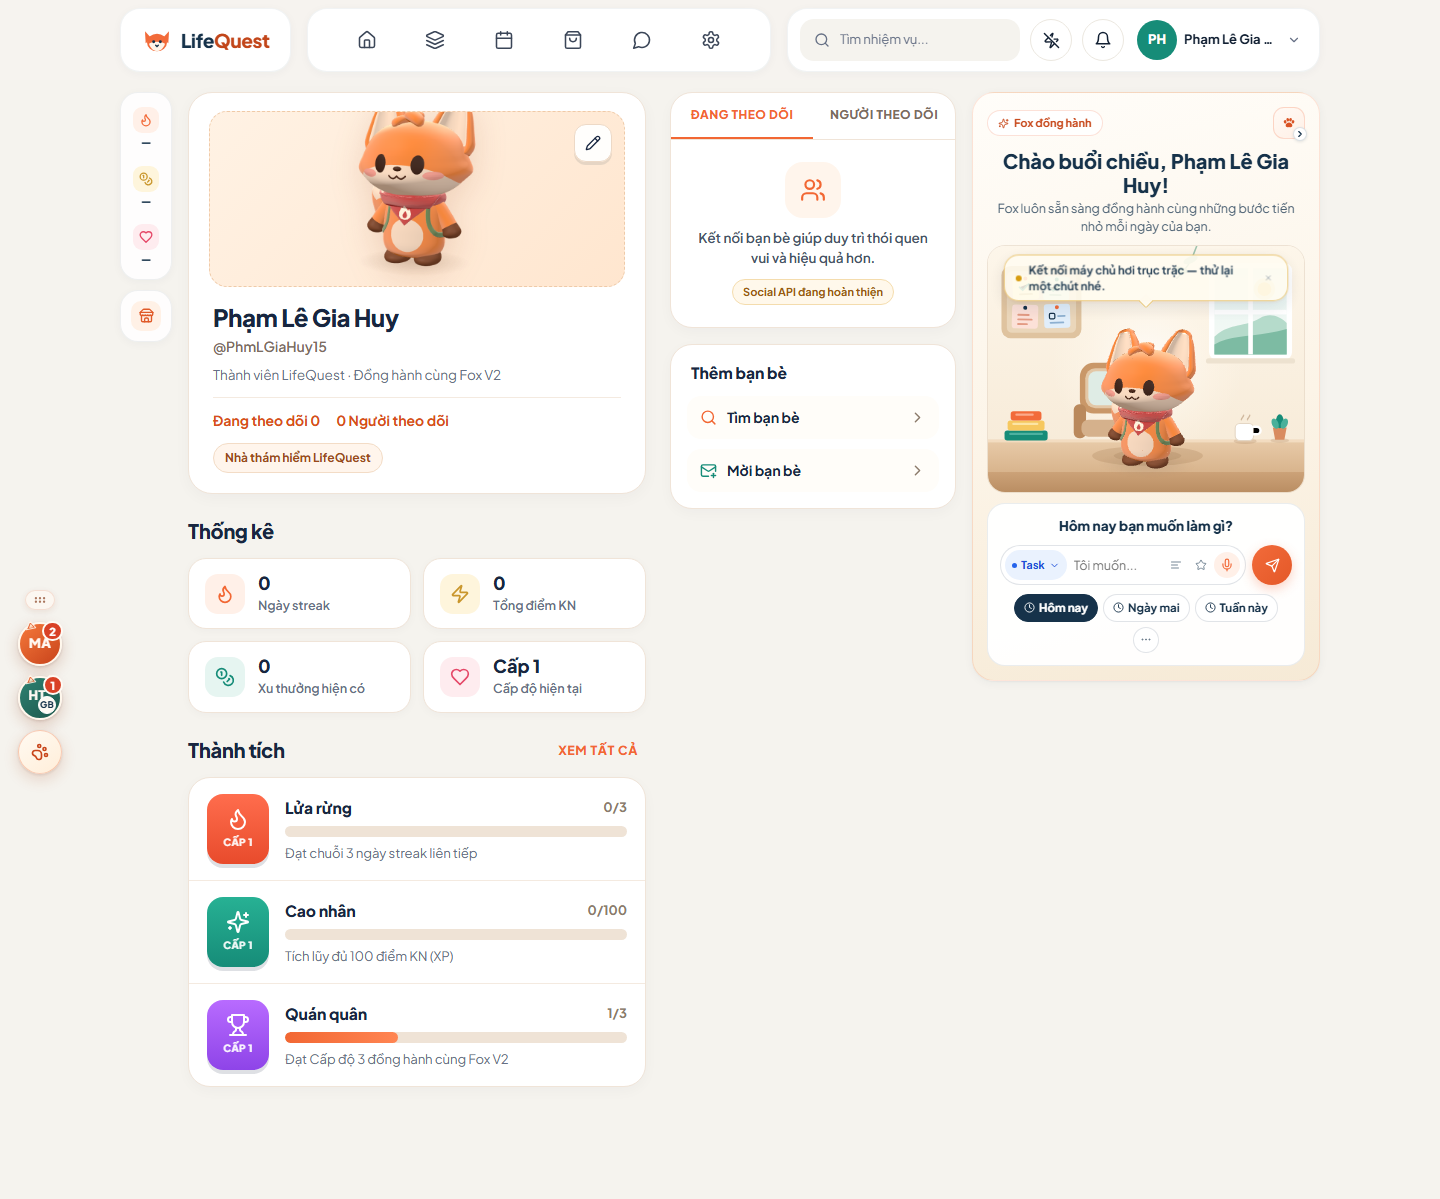 LifeQuest
Tìm nhiệm vụ...
PH
Phạm Lê Gia ...
–
–
–
Phạm Lê Gia Huy
@PhmLGiaHuy15
Thành viên LifeQuest · Đồng hành cùng Fox V2
Đang theo dõi 0 0 Người theo dõi
Nhà thám hiểm LifeQuest
Thống kê
0
Ngày streak
0
Tổng điểm KN
0
Xu thưởng hiện có
Cấp 1
Cấp độ hiện tại
Thành tích
XEM TẤT CẢ
CẤP 1
Lửa rừng
0/3
Đạt chuỗi 3 ngày streak liên tiếp
CẤP 1
Cao nhân
0/100
Tích lũy đủ 100 điểm KN (XP)
CẤP 1
Quán quân
1/3
Đạt Cấp độ 3 đồng hành cùng Fox V2
ĐANG THEO DÕI
NGƯỜI THEO DÕI
Kết nối bạn bè giúp duy trì thói quen
vui và hiệu quả hơn.
Social API đang hoàn thiện
Thêm bạn bè
Tìm bạn bè
Mời bạn bè
Fox đồng hành
Chào buổi chiều, Phạm Lê Gia
Huy!
Fox luôn sẵn sàng đồng hành cùng những bước tiến
nhỏ mỗi ngày của bạn.
Kết nối máy chủ hơi trục trặc — thử lại
một chút nhé.
Hôm nay bạn muốn làm gì?
Task
Tôi muốn...
Hôm nay
Ngày mai
Tuần này
...
MA
2
HT
1
GB